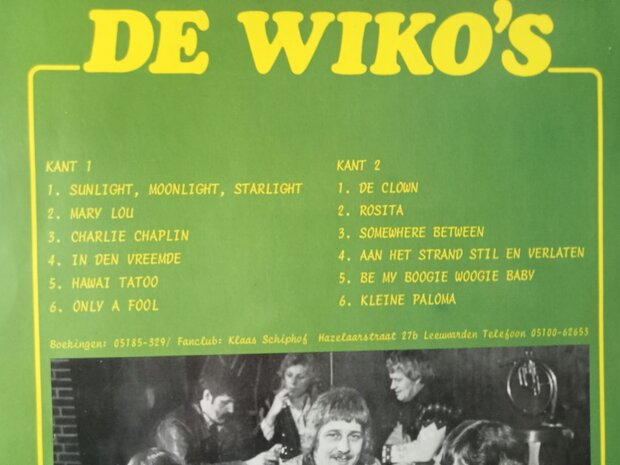 DE WIKO'S
KANT 1
1. SUNLIGHT, MOONLIGHT, STARLIGHT
2. MARY LOU
3. CHARLIE CHAPLIN
4. IN DEN VREEMDE
5. HAWAI TATOO
6. ONLY A FOOL
KANT 2
1. DE CLOWN
2. ROSITA
3. SOMEWHERE BETWEEN
4. AAN HET STRAND STIL EN VERLATEN
5. BE MY BOOGIE WOOGIE BABY
6. KLEINE PALOMA
Boekingen: 05185-329/ Fanclub: Klaas Schiphof Hazelaarstraat 27b Leeuwarden Telefoon 05100-62653